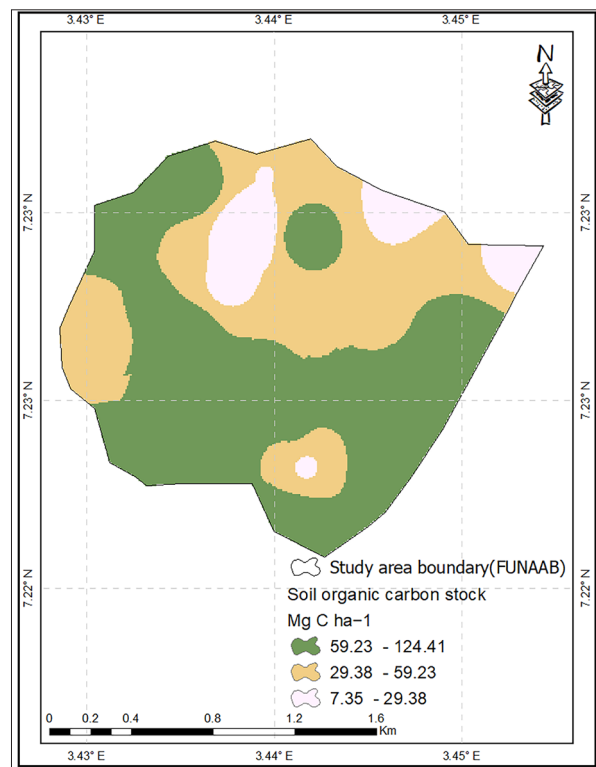 3.43° E 3.44° E 3.45° E
N
7.23° N 7.23° N
7.23° N 7.23° N
7.22° N 7.22° N
Study area boundary(FUNAAB)
Soil organic carbon stock
Mg C ha−1
59.23 - 124.41
29.38 - 59.23
7.35 - 29.38
0 0.2 0.4 0.8 1.2 1.6
Km
3.43° E 3.44° E 3.45° E